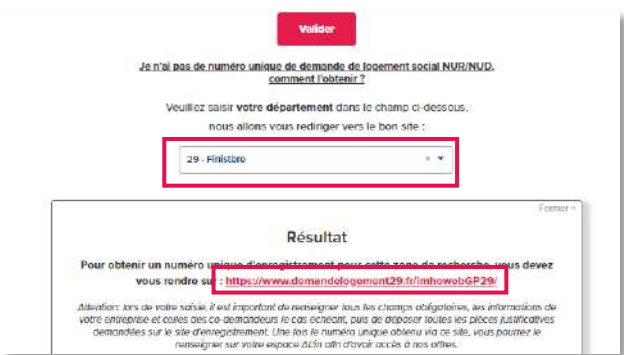 Valider
Je n'ai pas de numéro unique de demande de logement social NUR/NUD,
comment l'obtenir ?
Veuillez saisir votre département dans le champ ci-dessous,
nous allons vous rediriger vers le bon site :
29 - Finistère × ▾
Fermer ×
Résultat
Pour obtenir un numéro unique d'enregistrement pour cette zone de recherche, vous devez
vous rendre sur : https://www.demandelogement29.fr/imhowebGP29/
Attention: lors de votre saisie, il est important de renseigner tous les champs obligatoires, les informations de
votre entreprise et celles des co-demandeurs le cas échéant, puis de déposer toutes les pièces justificatives
demandées sur le site d'enregistrement. Une fois le numéro unique obtenu via ce site, vous pourrez le
renseigner sur votre espace AL'in afin d'avoir accès à nos offres.